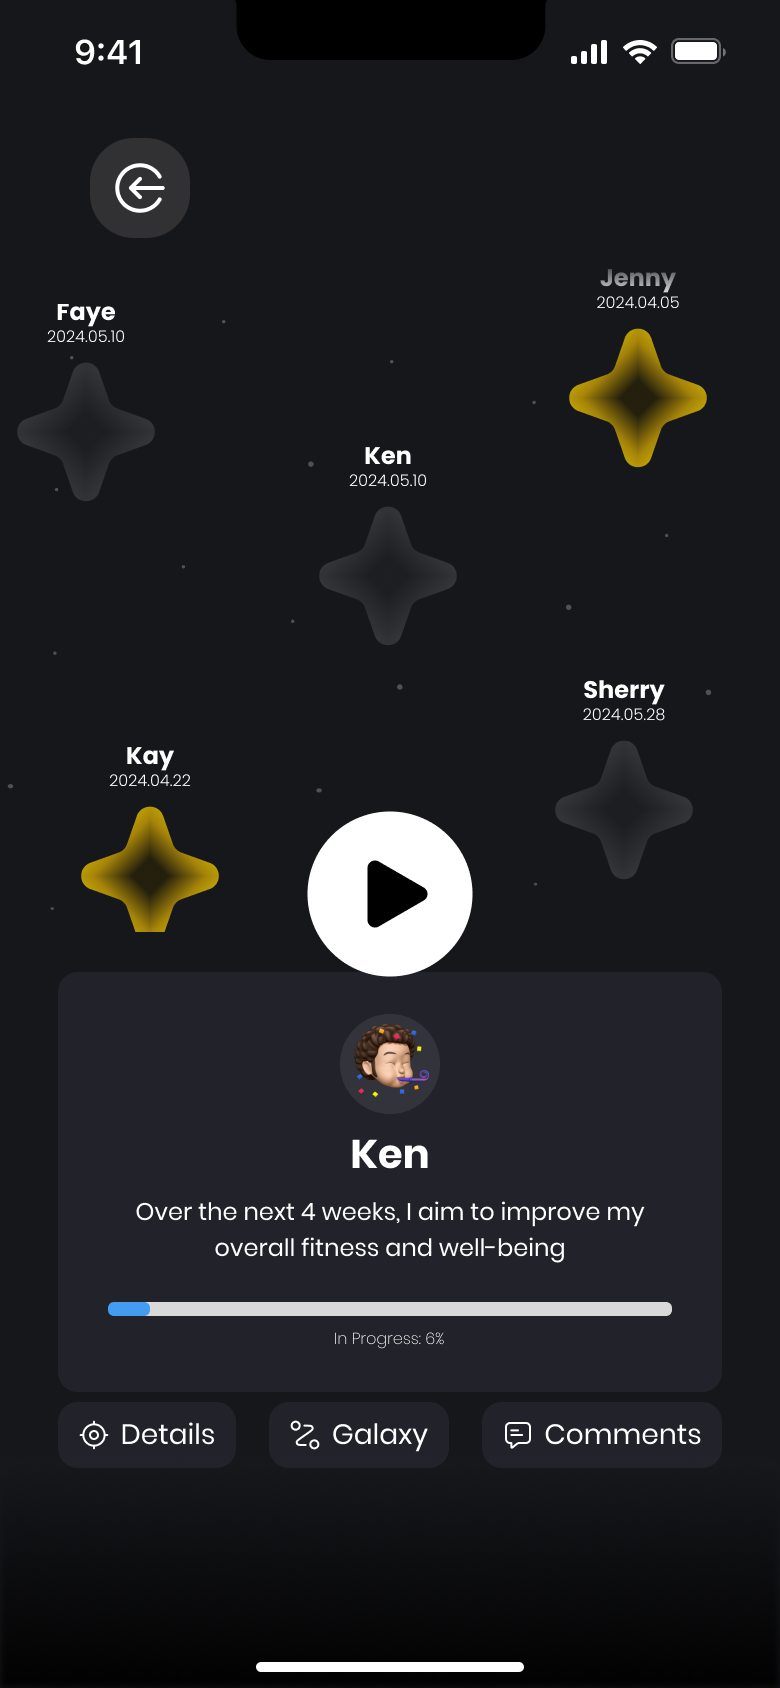 9:41
Jenny
2024.04.05
Faye
2024.05.10
Ken
2024.05.10
Sherry
2024.05.28
Kay
2024.04.22
Ken
Over the next 4 weeks, I aim to improve my
overall fitness and well-being
In Progress: 6%
Details
Galaxy
Comments